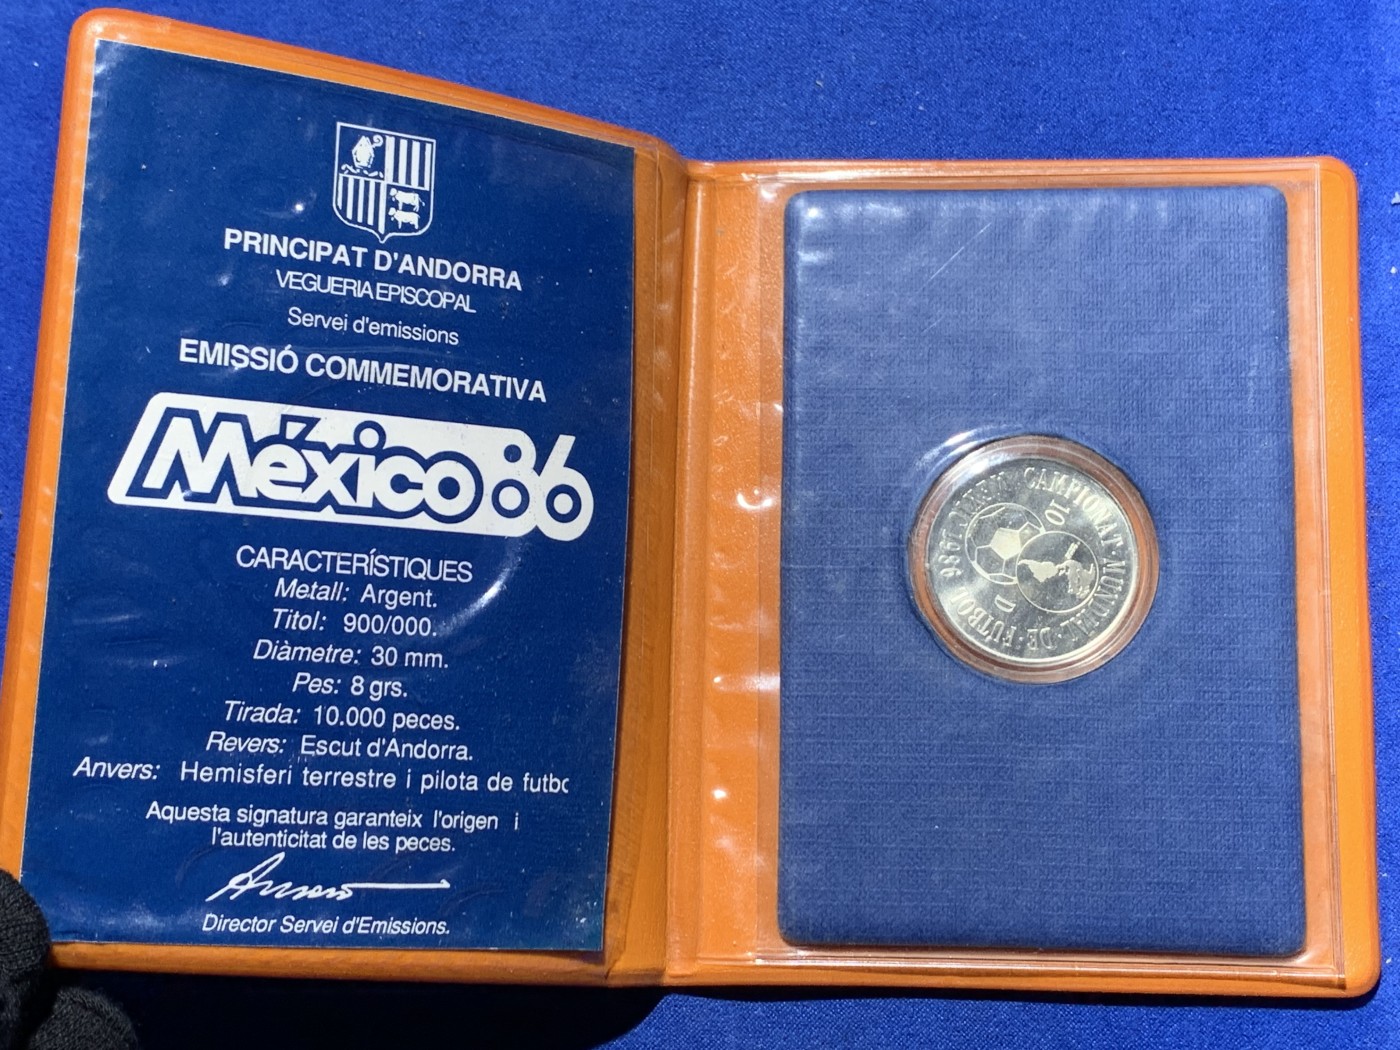 PRINCIPAT D'ANDORRA
VEGUERIA EPISCOPAL
Servei d'emissions
EMISSIÓ COMMEMORATIVA
México 86
CARACTERÍSTIQUES
Metall: Argent.
Titol: 900/000.
Diàmetre: 30 mm.
Pes: 8 grs.
Tirada: 10.000 peces.
Revers: Escut d'Andorra.
Anvers: Hemisferi terrestre i pilota de futbo
Aquesta signatura garanteix l'origen i
l'autenticitat de les peces.
Director Servei d'Emissions.
CAMPIONAT · MUNDIAL · DE · FUTBOL 1986
10
D